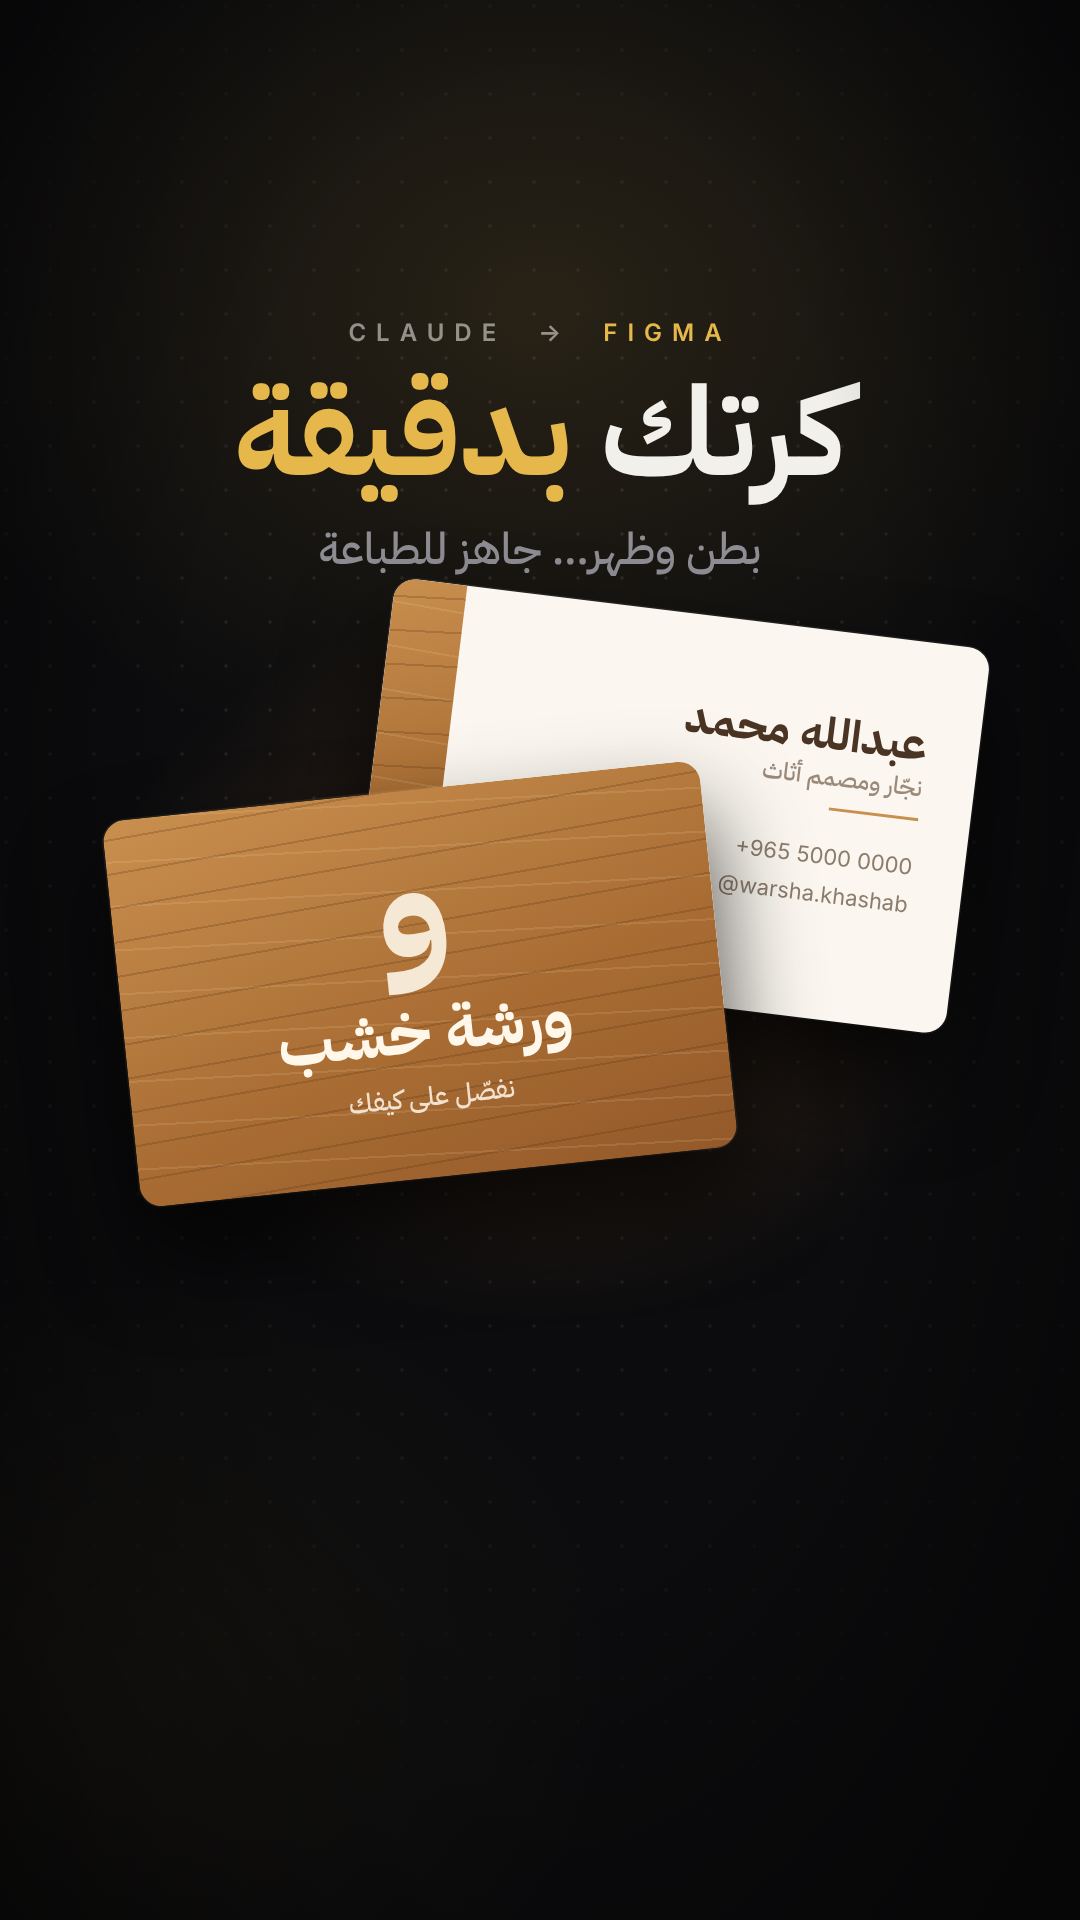 CLAUDE → FIGMA
كرتك بدقيقة
بطن وظهر... جاهز للطباعة
عبدالله محمد
نجّار ومصمم أثاث
+965 5000 0000
@warsha.khashab
و
ورشة خشب
نفصّل على كيفك